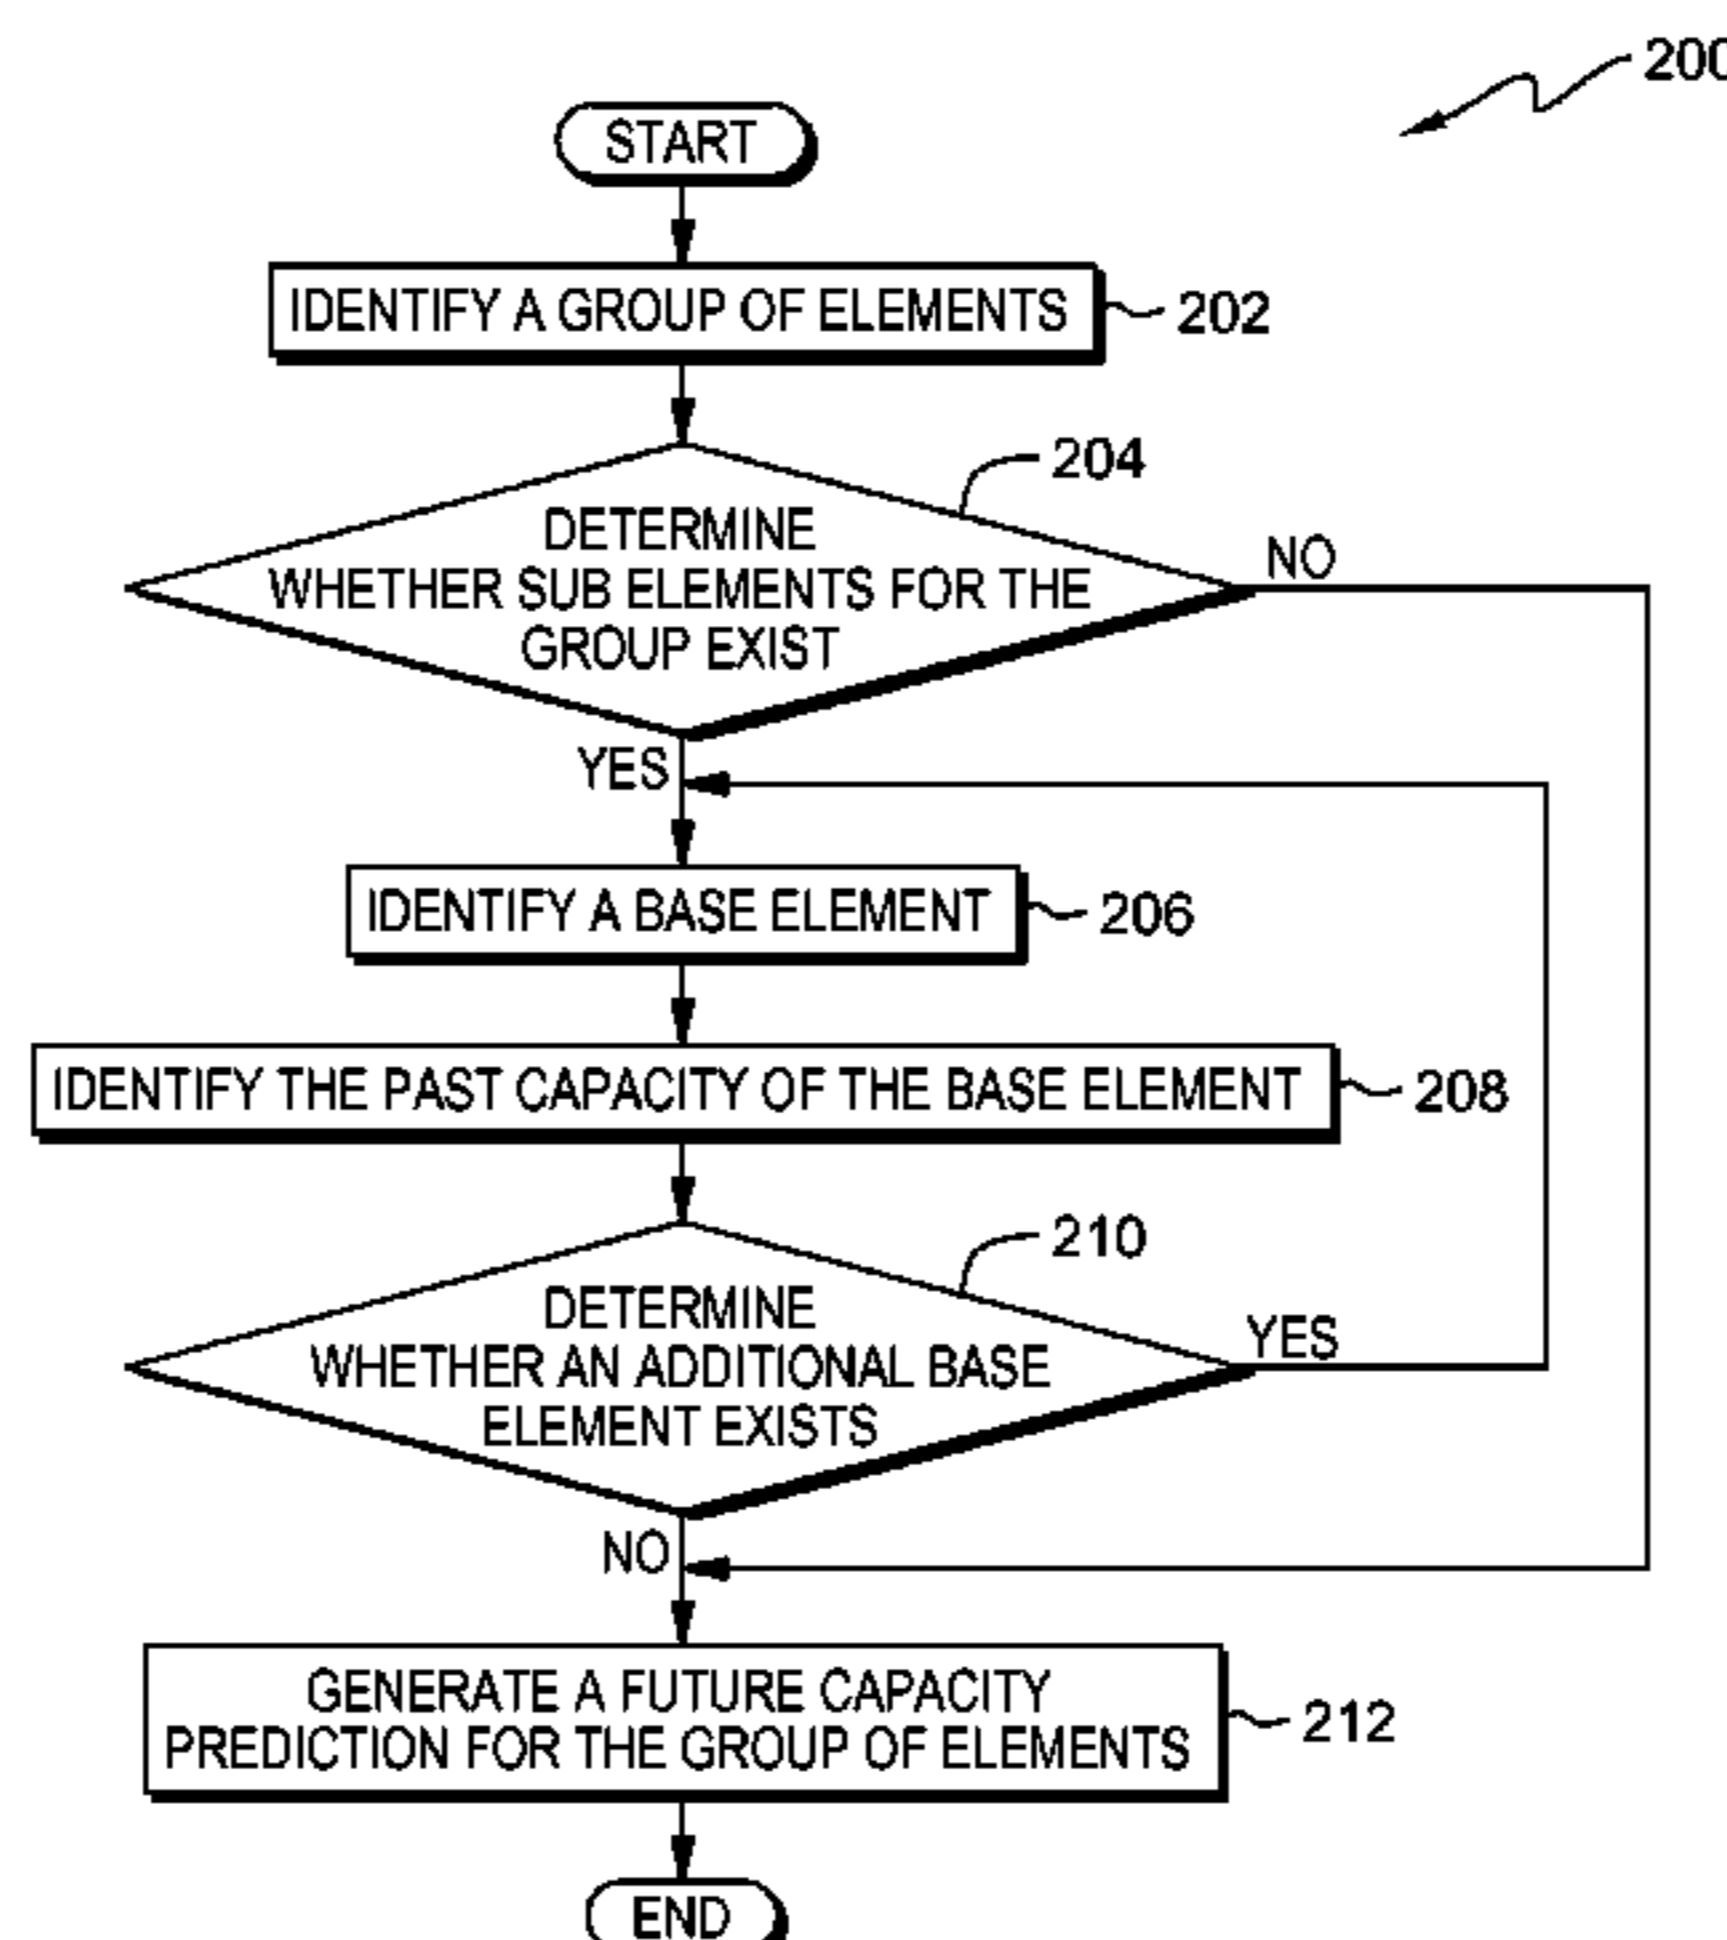 200
START
IDENTIFY A GROUP OF ELEMENTS
202
204
DETERMINE
WHETHER SUB ELEMENTS FOR THE
GROUP EXIST
NO
YES
IDENTIFY A BASE ELEMENT
206
IDENTIFY THE PAST CAPACITY OF THE BASE ELEMENT
208
210
DETERMINE
WHETHER AN ADDITIONAL BASE
ELEMENT EXISTS
YES
NO
GENERATE A FUTURE CAPACITY
PREDICTION FOR THE GROUP OF ELEMENTS
212
END